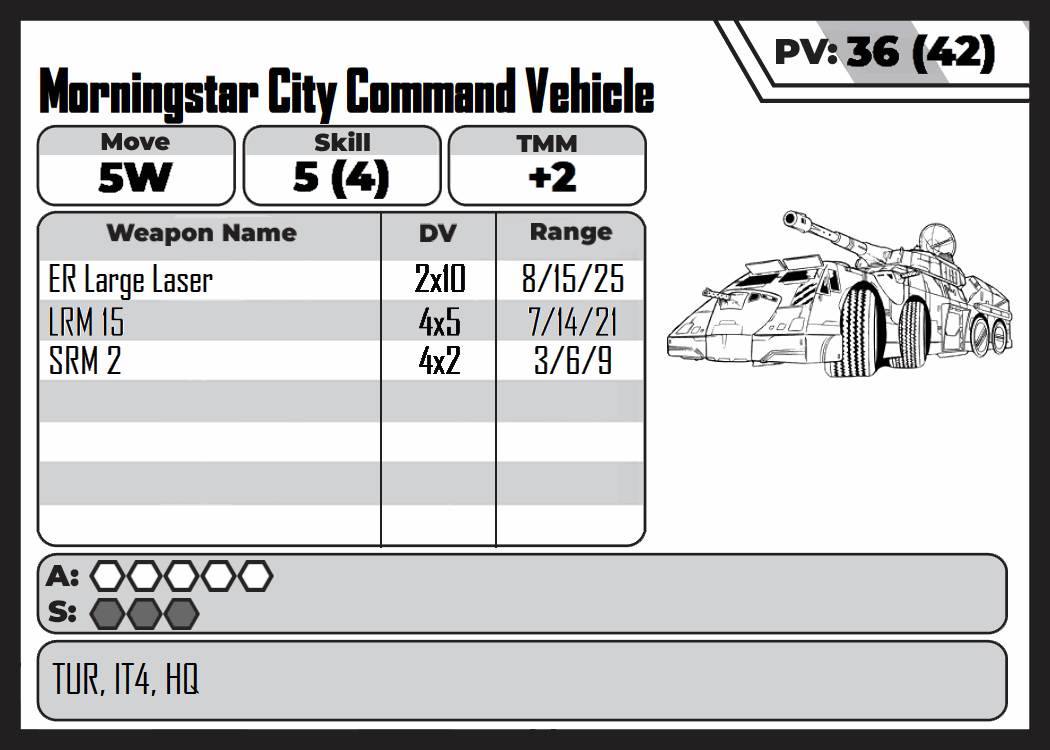 PV: 36 (42)
Morningstar City Command Vehicle
Move Skill TMM
5W 5 (4) +2
Weapon Name DV Range
ER Large Laser 2x10 8/15/25
LRM 15 4x5 7/14/21
SRM 2 4x2 3/6/9
A:
S:
TUR, IT4, HQ